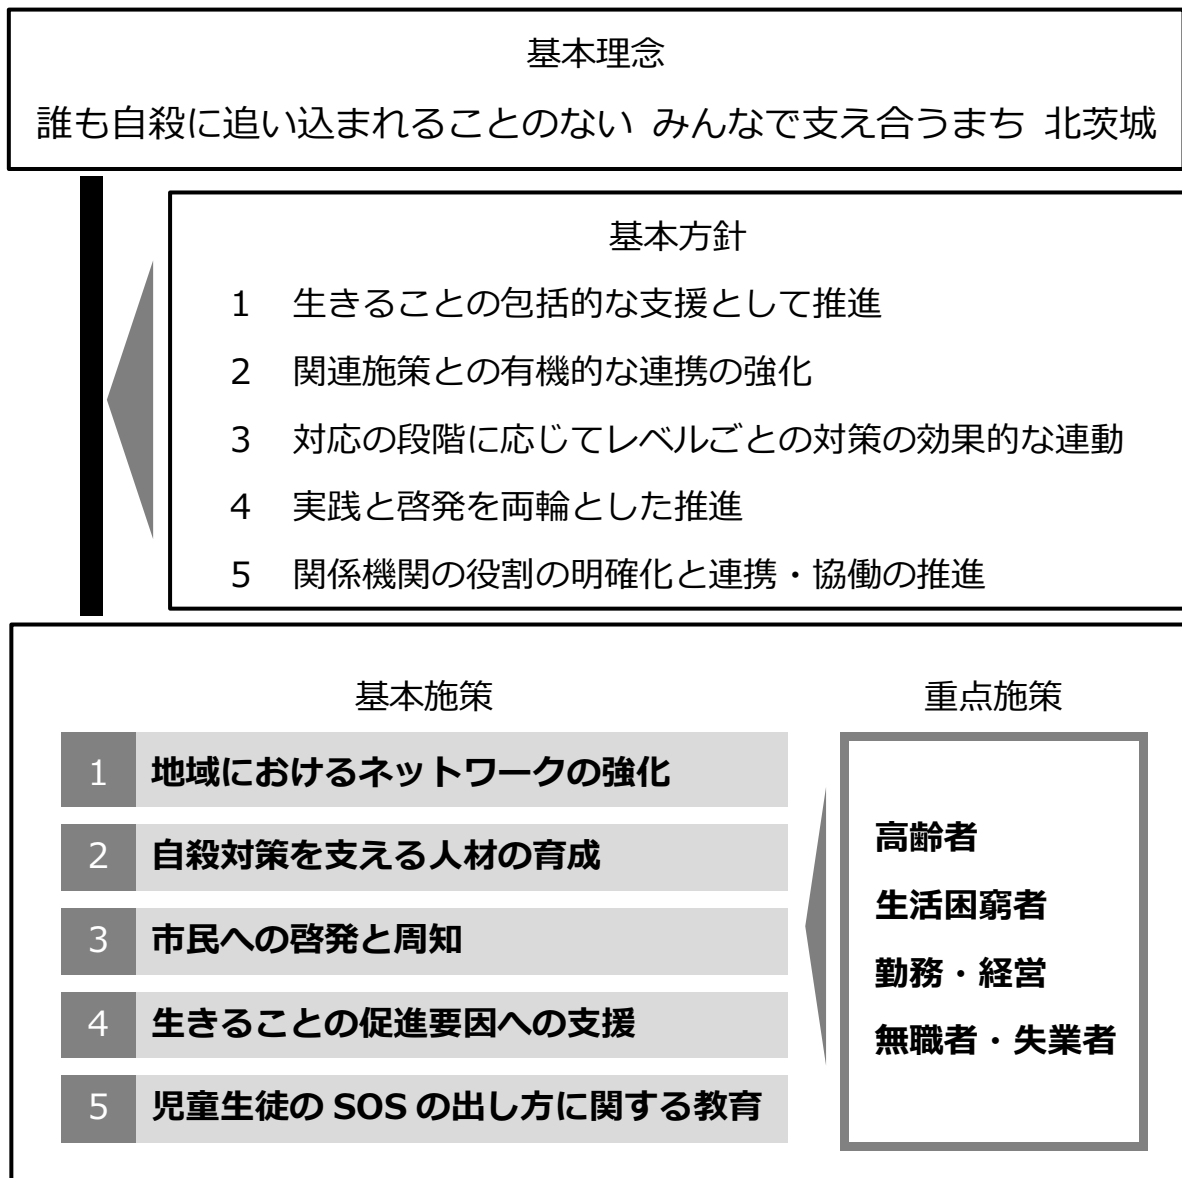 基本理念
誰も自殺に追い込まれることのない みんなで支え合うまち 北茨城
基本方針
1 生きることの包括的な支援として推進
2 関連施策との有機的な連携の強化
3 対応の段階に応じてレベルごとの対策の効果的な連動
4 実践と啓発を両輪とした推進
5 関係機関の役割の明確化と連携・協働の推進
基本施策
1 地域におけるネットワークの強化
2 自殺対策を支える人材の育成
3 市民への啓発と周知
4 生きることの促進要因への支援
5 児童生徒の SOS の出し方に関する教育
重点施策
高齢者
生活困窮者
勤務・経営
無職者・失業者